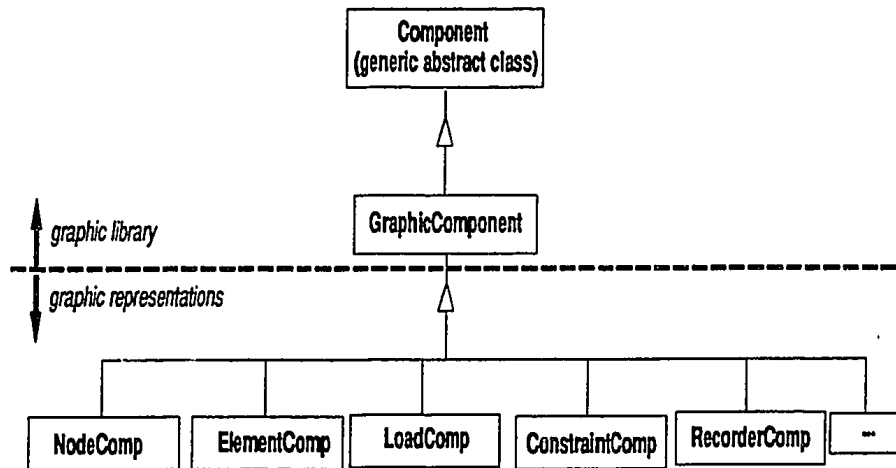 Component
(generic abstract class)
GraphicComponent
graphic library
graphic representations
NodeComp
ElementComp
LoadComp
ConstraintComp
RecorderComp
...